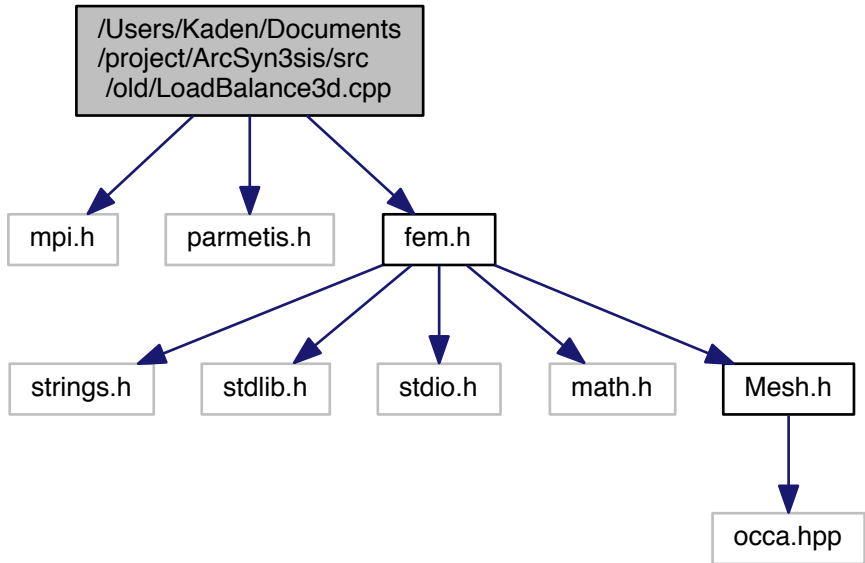 /Users/Kaden/Documents
/project/ArcSyn3sis/src
/old/LoadBalance3d.cpp
mpi.h
parmetis.h
fem.h
strings.h
stdlib.h
stdio.h
math.h
Mesh.h
occa.hpp